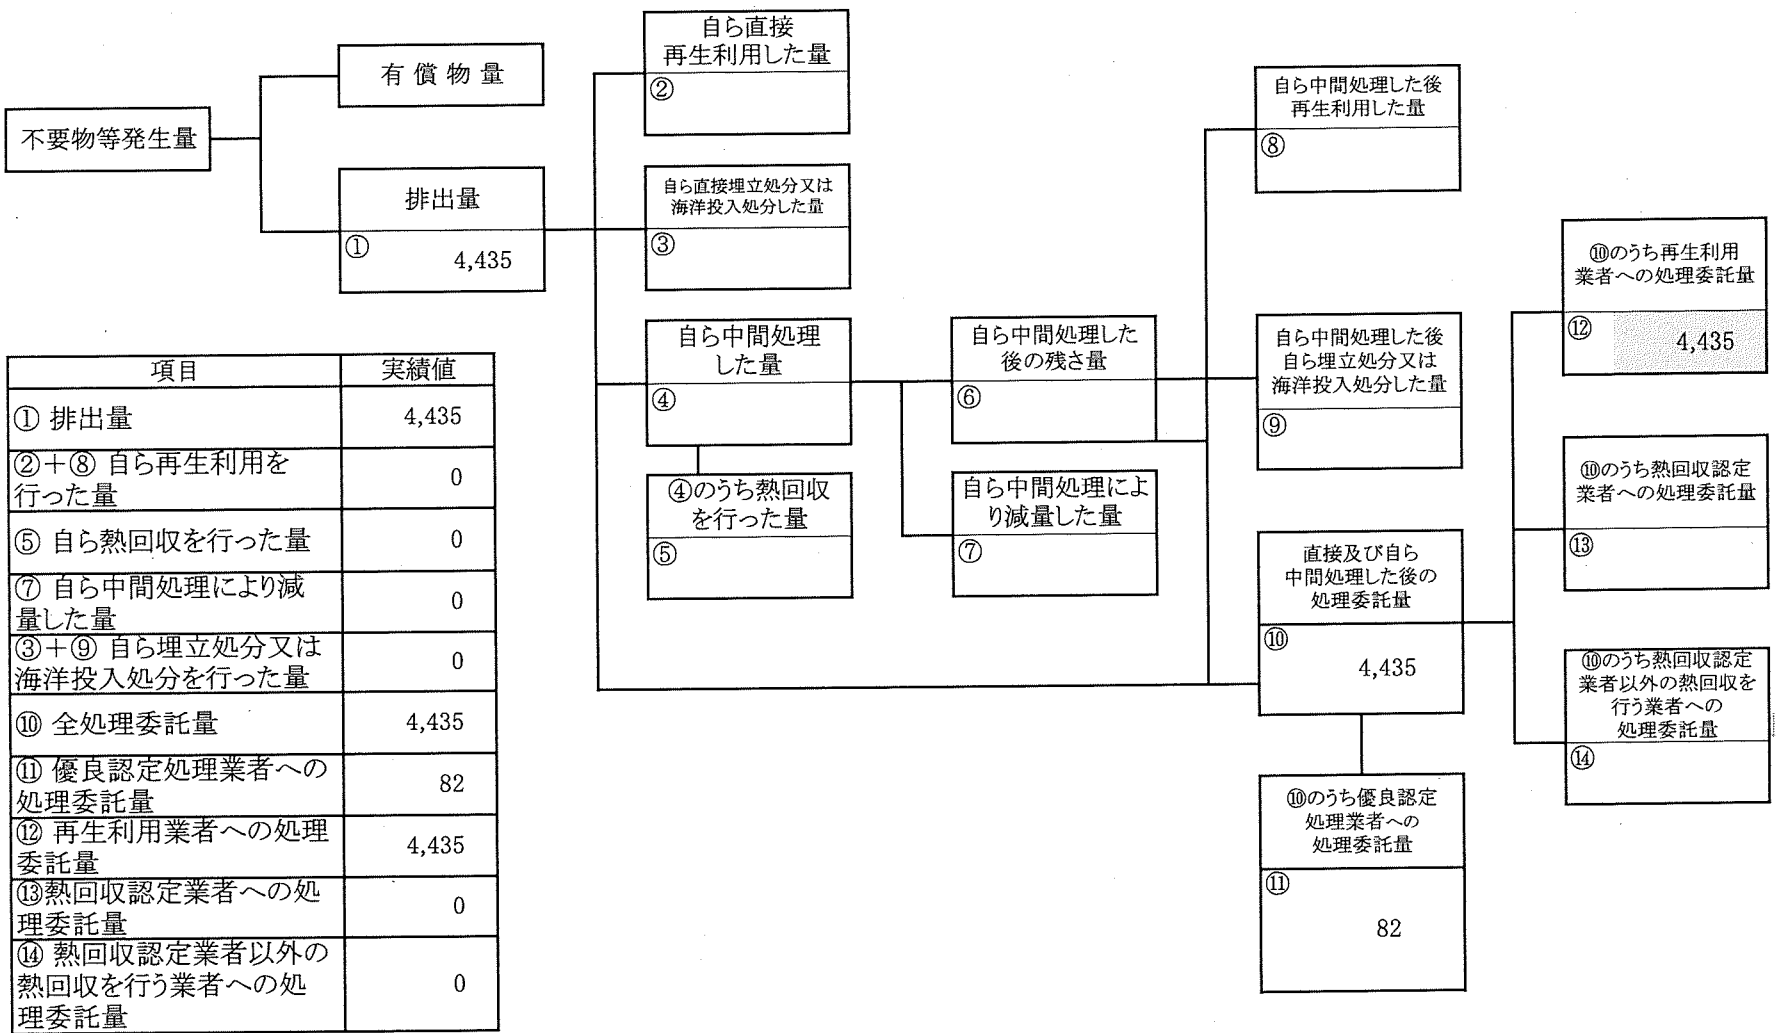 不要物等発生量
有 償 物 量
排出量
①
4,435
自ら直接
再生利用した量
②
自ら直接埋立処分又は
海洋投入処分した量
③
自ら中間処理
した量
④
④のうち熱回収
を行った量
⑤
自ら中間処理した
後の残さ量
⑥
自ら中間処理によ
り減量した量
⑦
自ら中間処理した後
再生利用した量
⑧
自ら中間処理した後
自ら埋立処分又は
海洋投入処分した量
⑨
直接及び自ら
中間処理した後の
処理委託量
⑩
4,435
⑩のうち優良認定
処理業者への
処理委託量
⑪
82
⑩のうち再生利用
業者への処理委託量
⑫
4,435
⑩のうち熱回収認定
業者への処理委託量
⑬
⑩のうち熱回収認定
業者以外の熱回収を
行う業者への
処理委託量
⑭
項目 実績値
① 排出量 4,435
②＋⑧ 自ら再生利用を
行った量 0
⑤ 自ら熱回収を行った量 0
⑦ 自ら中間処理により減
量した量 0
③＋⑨ 自ら埋立処分又は
海洋投入処分を行った量 0
⑩ 全処理委託量 4,435
⑪ 優良認定処理業者への
処理委託量 82
⑫ 再生利用業者への処理
委託量 4,435
⑬熱回収認定業者への処
理委託量 0
⑭ 熱回収認定業者以外の
熱回収を行う業者への処
理委託量 0